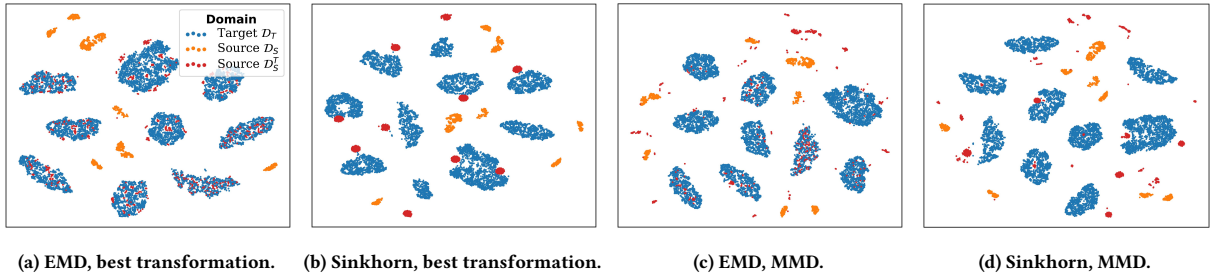 Domain
Target D_T
Source D_S
Source D_S^T
(a) EMD, best transformation.
(b) Sinkhorn, best transformation.
(c) EMD, MMD.
(d) Sinkhorn, MMD.